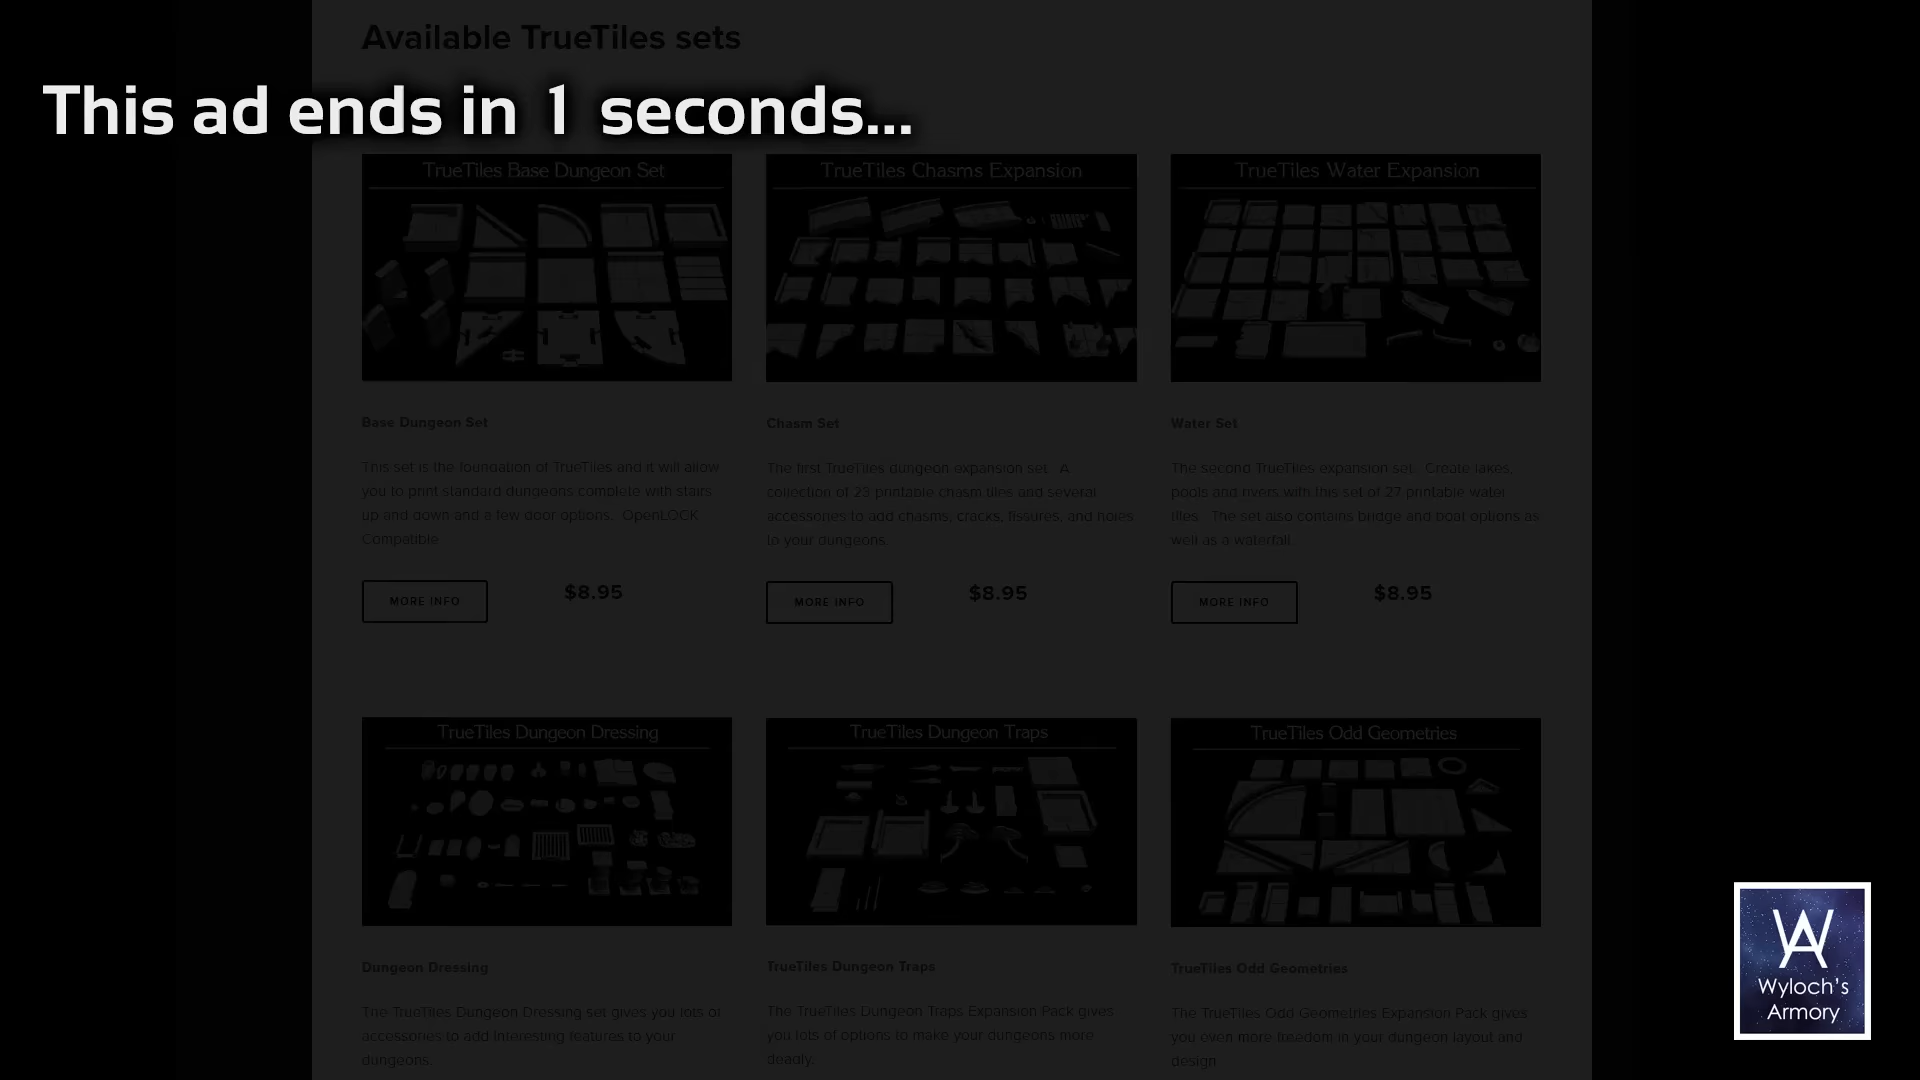 Available TrueTiles sets
This ad ends in 1 seconds...
TrueTiles Base Dungeon Set
TrueTiles Chasms Expansion
TrueTiles Water Expansion
Base Dungeon Set
Chasm Set
Water Set
This set is the foundation of TrueTiles and it will allow
you to print standard dungeons complete with stairs
up and down and a few door options. OpenLOCK
Compatible
The first TrueTiles dungeon expansion set. A
collection of 23 printable chasm tiles and several
accessories to add chasms, cracks, fissures, and holes
to your dungeons.
The second TrueTiles expansion set. Create lakes,
pools and rivers with this set of 27 printable water
tiles. The set also contains bridge and boat options as
well as a waterfall.
MORE INFO
$8.95
MORE INFO
$8.95
MORE INFO
$8.95
TrueTiles Dungeon Dressing
TrueTiles Dungeon Traps
TrueTiles Odd Geometries
Dungeon Dressing
TrueTiles Dungeon Traps
TrueTiles Odd Geometries
The TrueTiles Dungeon Dressing set gives you lots of
accessories to add interesting features to your
dungeons.
The TrueTiles Dungeon Traps Expansion Pack gives
you lots of options to make your dungeons more
deadly.
The TrueTiles Odd Geometries Expansion Pack gives
you even more freedom in your dungeon layout and
design.
WA
Wyloch's
Armory